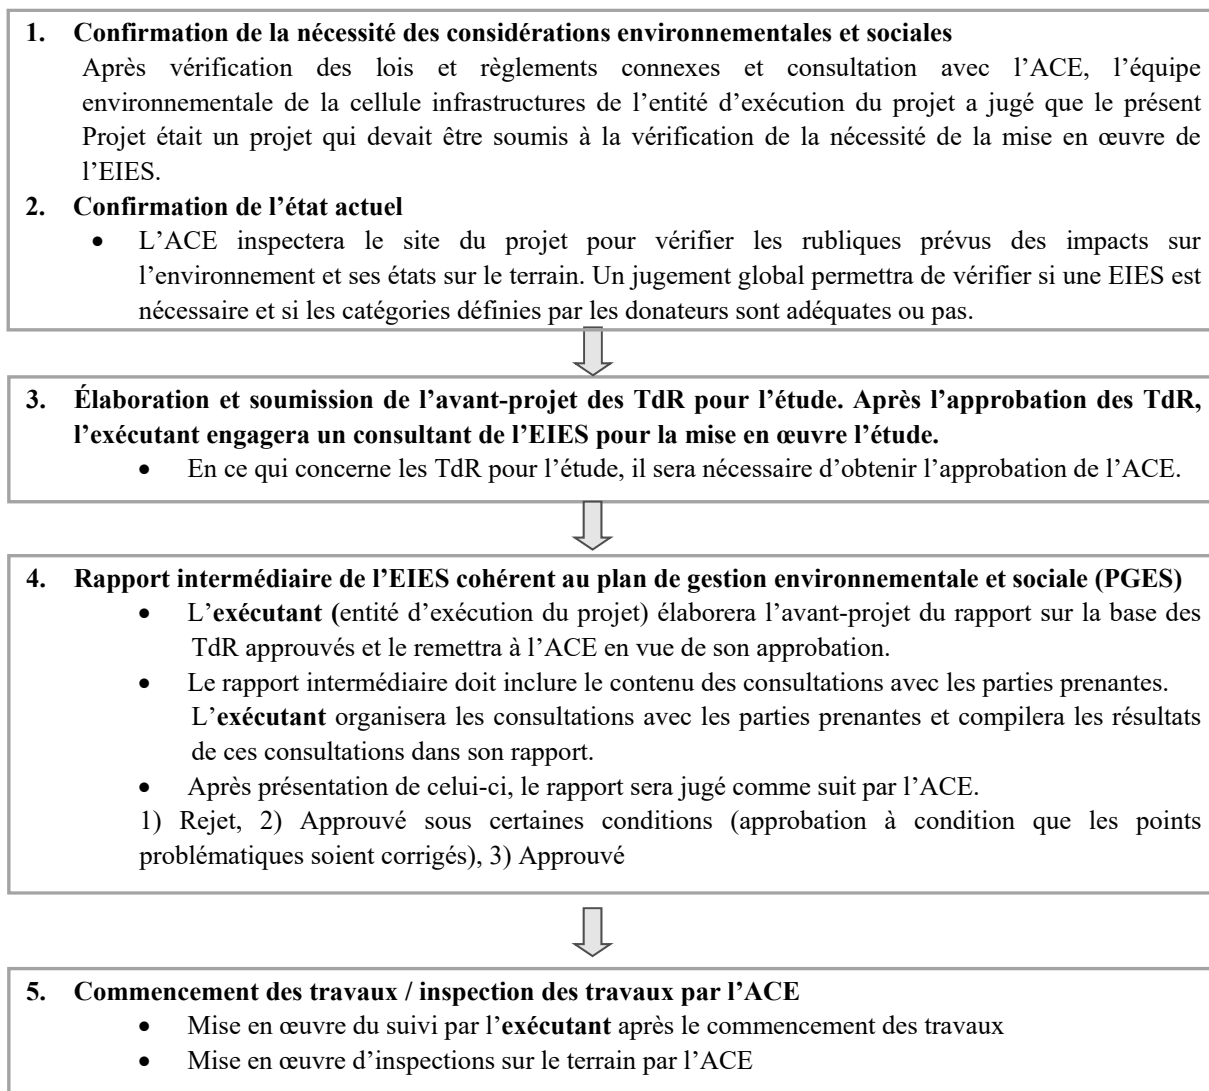 1. Confirmation de la nécessité des considérations environnementales et sociales
Après vérification des lois et règlements connexes et consultation avec l’ACE, l’équipe
environnementale de la cellule infrastructures de l’entité d’exécution du projet a jugé que le présent
Projet était un projet qui devait être soumis à la vérification de la nécessité de la mise en œuvre de
l’EIES.
2. Confirmation de l’état actuel
• L’ACE inspectera le site du projet pour vérifier les rubliques prévus des impacts sur
l’environnement et ses états sur le terrain. Un jugement global permettra de vérifier si une EIES est
nécessaire et si les catégories définies par les donateurs sont adéquates ou pas.
3. Élaboration et soumission de l’avant-projet des TdR pour l’étude. Après l’approbation des TdR,
l’exécutant engagera un consultant de l’EIES pour la mise en œuvre l’étude.
• En ce qui concerne les TdR pour l’étude, il sera nécessaire d’obtenir l’approbation de l’ACE.
4. Rapport intermédiaire de l’EIES cohérent au plan de gestion environnementale et sociale (PGES)
• L’exécutant (entité d’exécution du projet) élaborera l’avant-projet du rapport sur la base des
TdR approuvés et le remettra à l’ACE en vue de son approbation.
• Le rapport intermédiaire doit inclure le contenu des consultations avec les parties prenantes.
L’exécutant organisera les consultations avec les parties prenantes et compilera les résultats
de ces consultations dans son rapport.
• Après présentation de celui-ci, le rapport sera jugé comme suit par l’ACE.
1) Rejet, 2) Approuvé sous certaines conditions (approbation à condition que les points
problématiques soient corrigés), 3) Approuvé
5. Commencement des travaux / inspection des travaux par l’ACE
• Mise en œuvre du suivi par l’exécutant après le commencement des travaux
• Mise en œuvre d’inspections sur le terrain par l’ACE